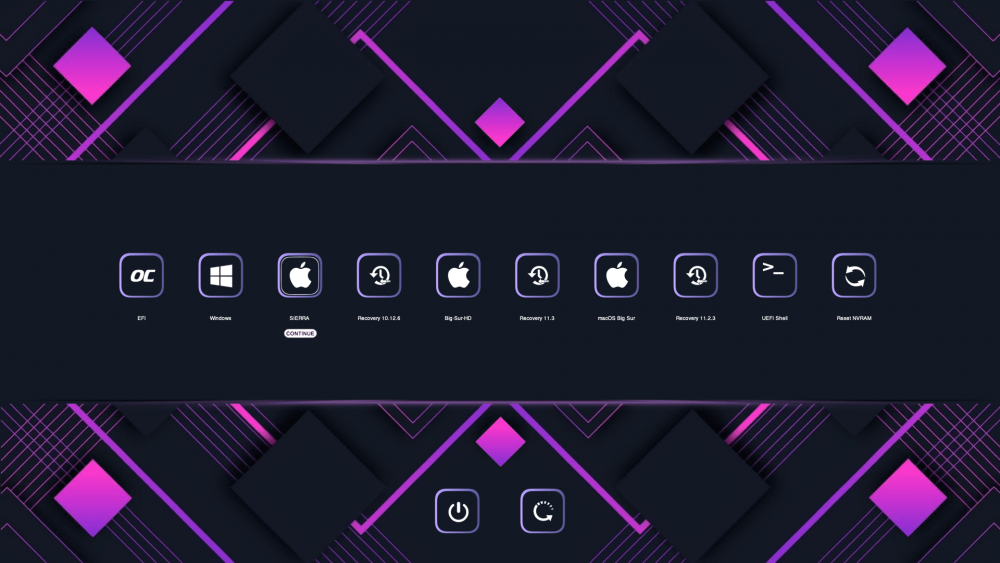 OC
EFI
Windows
SIERRA
Recovery 10.12.6
Big-Sur-HD
Recovery 11.3
macOS Big Sur
Recovery 11.2.3
UEFI Shell
Reset NVRAM
CONTINUE